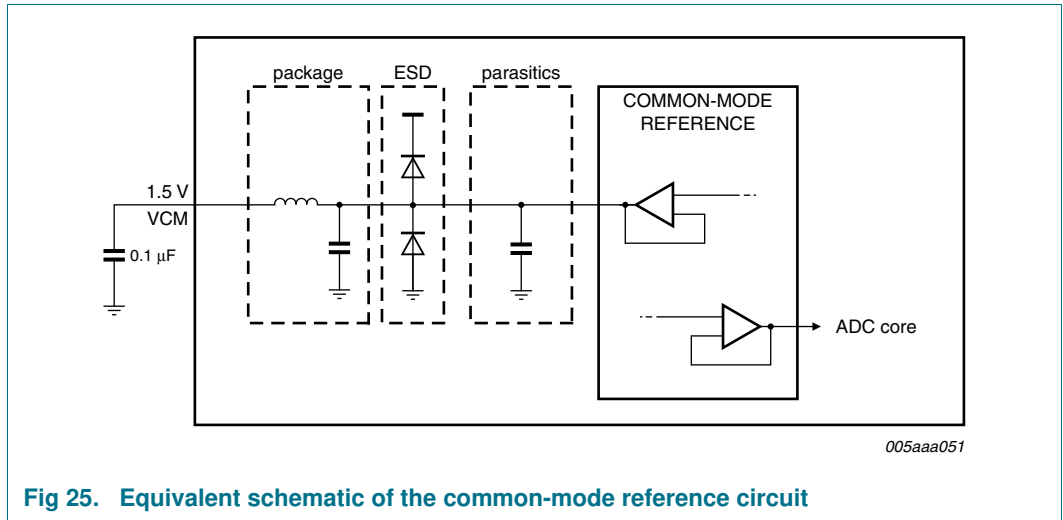 package
ESD
parasitics
COMMON-MODE
REFERENCE
1.5 V
VCM
0.1 μF
ADC core
005aaa051
Fig 25. Equivalent schematic of the common-mode reference circuit